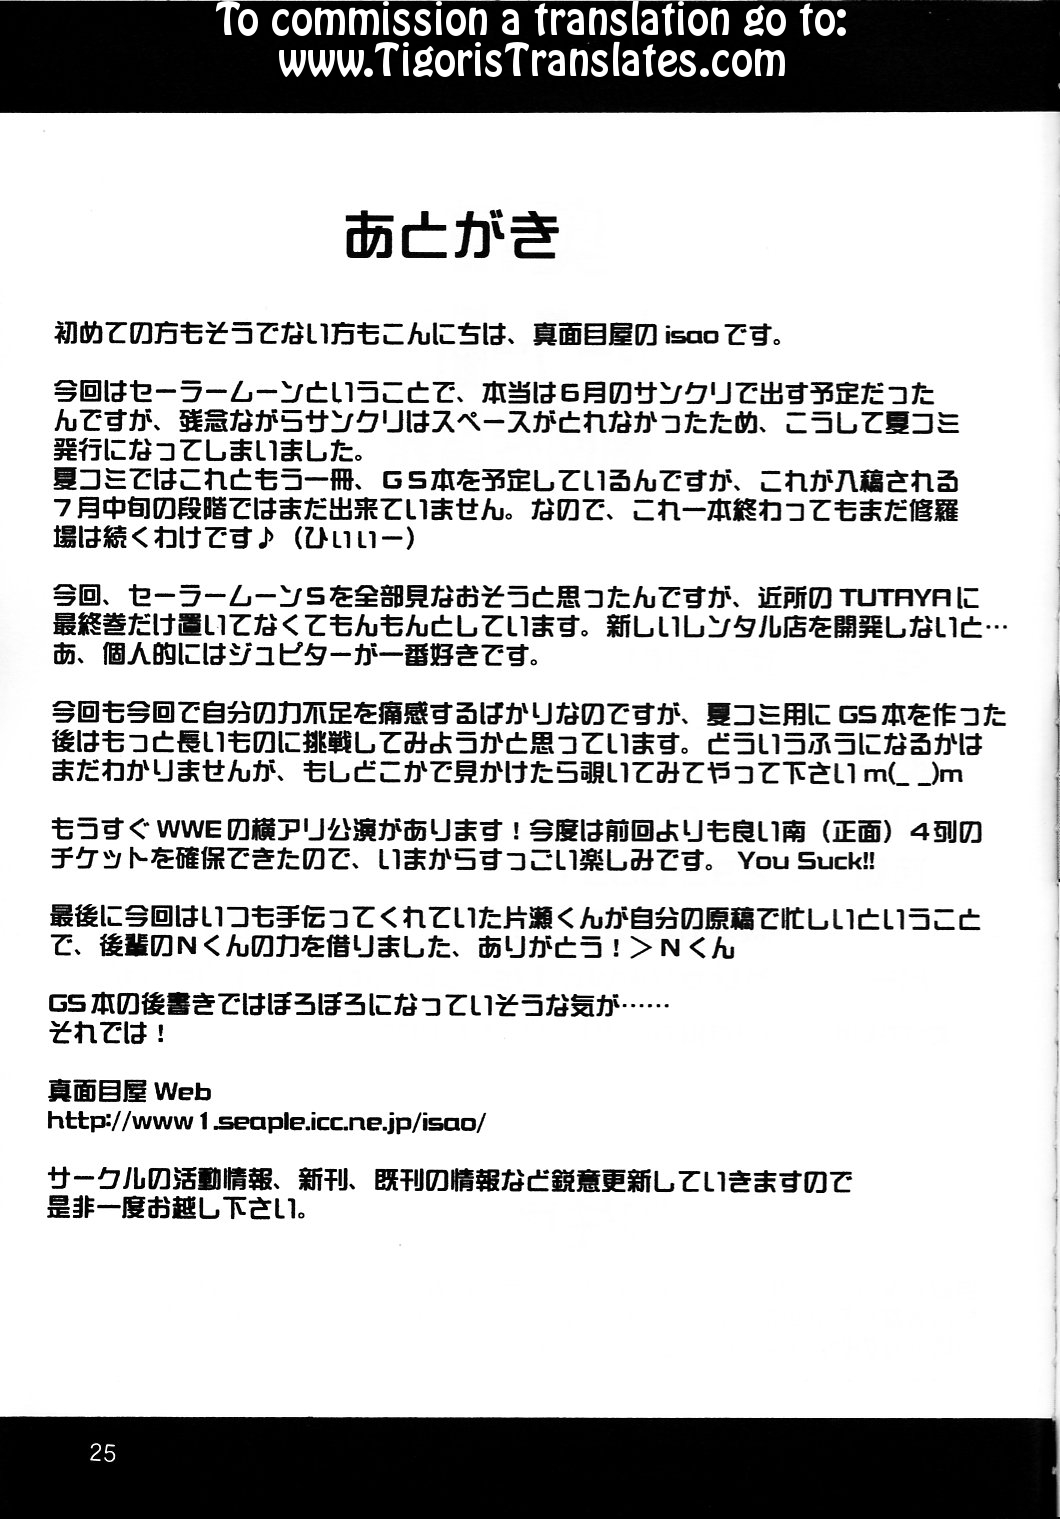 To commission a translation go to:
www.TigorisTranslates.com
あとがき
初めての方もそうでない方もこんにちは、真面目屋のisaoです。
今回はセーラームーンということで、本当は6月のサンクリで出す予定だった
んですが、残念ながらサンクリはスペースがとれなかったため、こうして夏コミ
発行になってしまいました。
夏コミではこれともう一冊、GS本を予定しているんですが、これが入稿される
7月中旬の段階ではまだ出来ていません。なので、これ一本終わってもまだ修羅
場は続くわけです♪（ひぃぃぃー）
今回、セーラームーンSを全部見なおそうと思ったんですが、近所のTUTAYAに
最終巻だけ置いてなくてもんもんとしています。新しいレンタル店を開発しないと…
あ、個人的にはジュピターが一番好きです。
今回も今回で自分の力不足を痛感するばかりなのですが、夏コミ用にGS本を作った
後はもっと長いものに挑戦してみようかと思っています。どういうふうになるかは
まだわかりませんが、もしどこかで見かけたら覗いてみてやって下さいm(_ _)m
もうすぐWWEの横アリ公演があります！今度は前回よりも良い南（正面）4列の
チケットを確保できたので、いまからすっごい楽しみです。 You Suck!!
最後に今回はいつも手伝ってくれていた片瀬くんが自分の原稿で忙しいということ
で、後輩のNくんの力を借りました、ありがとう！＞Nくん
GS本の後書きではぼろぼろになっていそうな気が……
それでは！
真面目屋 Web
http://www1.seaple.icc.ne.jp/isao/
サークルの活動情報、新刊、既刊の情報など鋭意更新していきますので
是非一度お越し下さい。
25